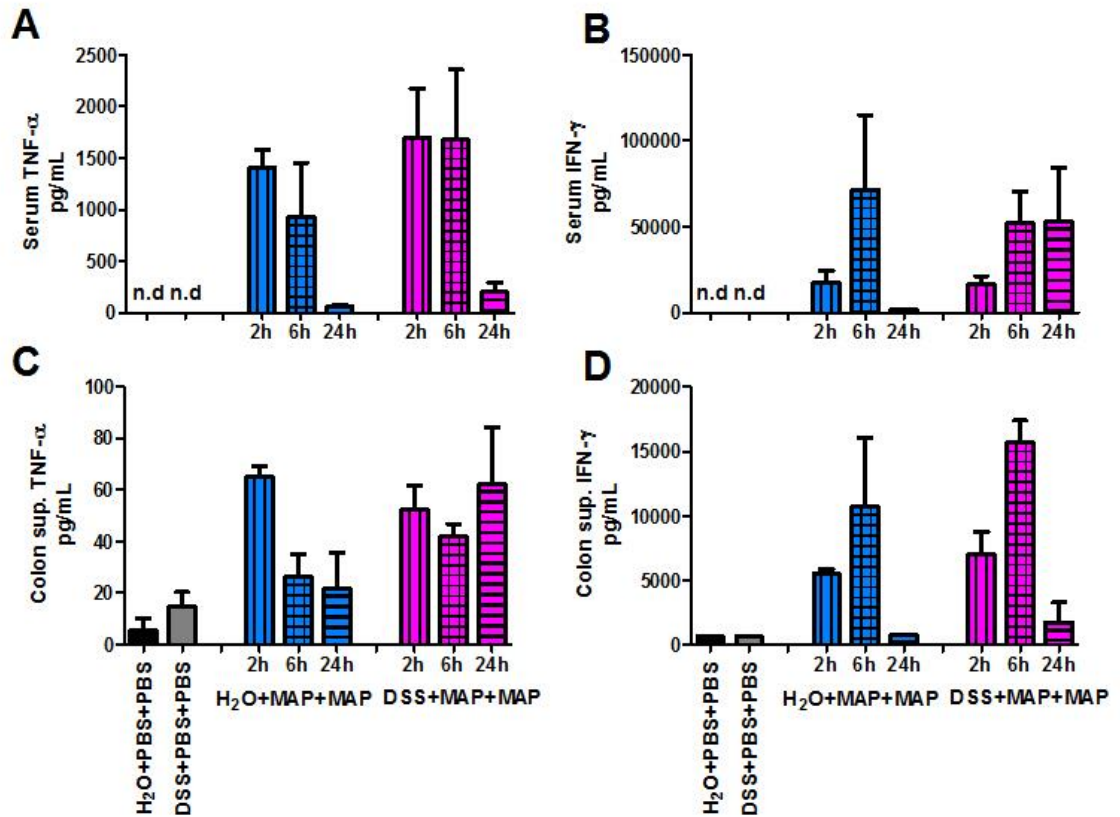 A
Serum TNF-α
pg/mL
2500
2000
1500
1000
500
0
n.d n.d
2h 6h 24h 2h 6h 24h
B
Serum IFN-γ
pg/mL
150000
100000
50000
0
n.d n.d
2h 6h 24h 2h 6h 24h
C
Colon sup. TNF-α
pg/mL
100
80
60
40
20
0
2h 6h 24h 2h 6h 24h
H₂O+PBS+PBS
DSS+PBS+PBS
H₂O+MAP+MAP DSS+MAP+MAP
D
Colon sup. IFN-γ
pg/mL
20000
15000
10000
5000
0
2h 6h 24h 2h 6h 24h
H₂O+PBS+PBS
DSS+PBS+PBS
H₂O+MAP+MAP DSS+MAP+MAP